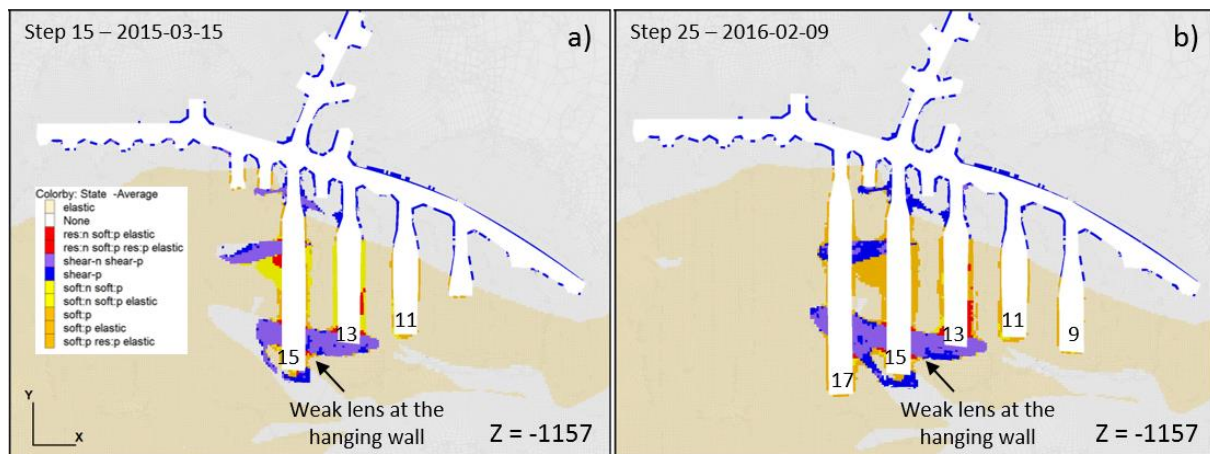 Step 15 – 2015-03-15
a)
Colorby: State -Average
elastic
None
res:n soft:p elastic
res:n soft:p res:p elastic
shear-n shear-p
shear-p
soft:n soft:p
soft:n soft:p elastic
soft:p
soft:p elastic
soft:p res:p elastic
11
13
15
Weak lens at the
hanging wall
Z = -1157
Y
X
Step 25 – 2016-02-09
b)
11
9
13
15
17
Weak lens at the
hanging wall
Z = -1157